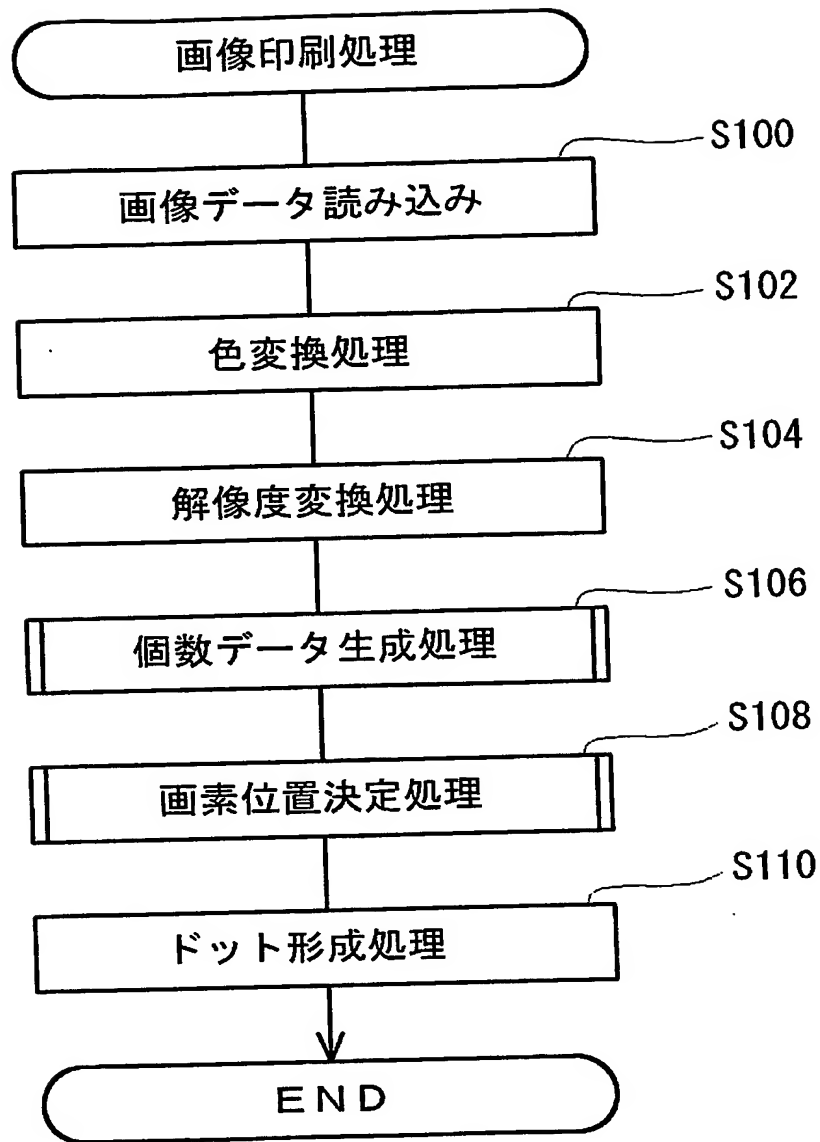 画像印刷処理
S100
画像データ読み込み
S102
色変換処理
S104
解像度変換処理
S106
個数データ生成処理
S108
画素位置決定処理
S110
ドット形成処理
END